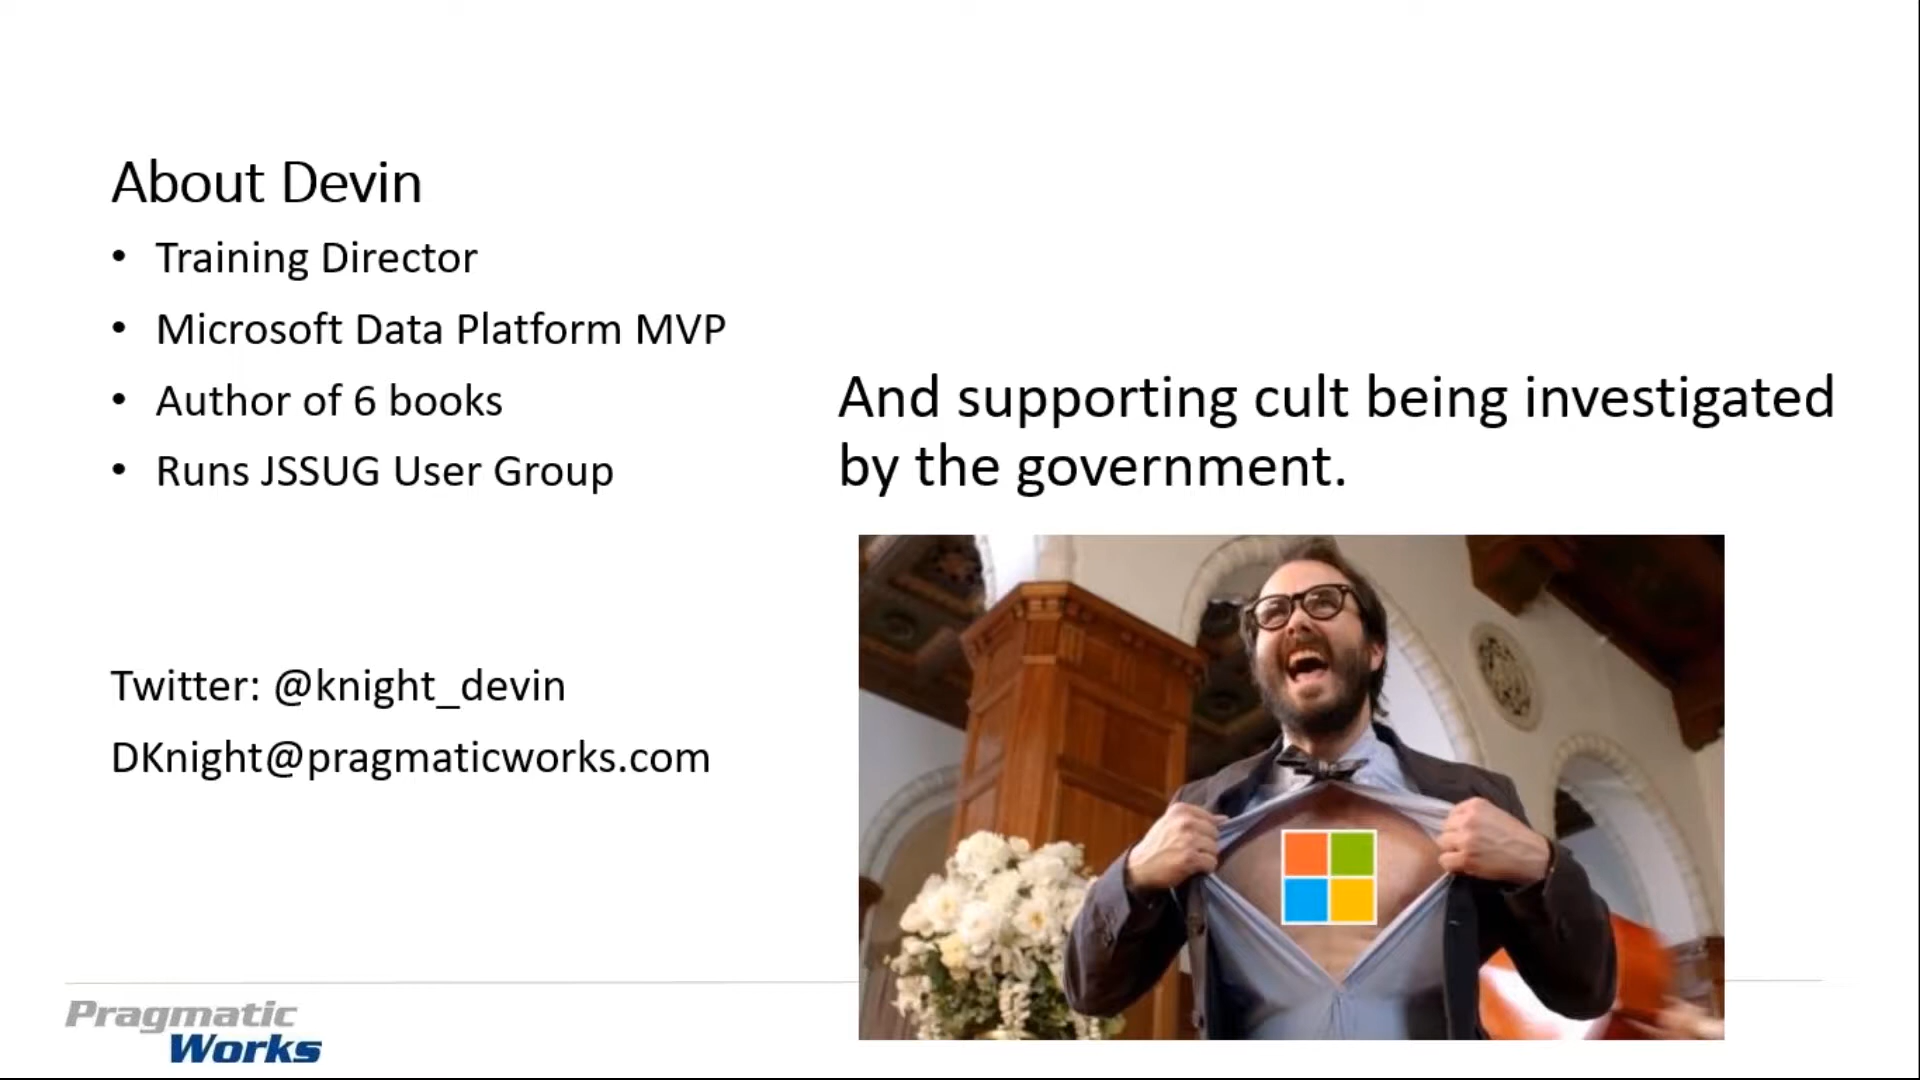 About Devin
• Training Director
• Microsoft Data Platform MVP
• Author of 6 books
• Runs JSSUG User Group
Twitter: @knight_devin
DKnight@pragmaticworks.com
And supporting cult being investigated
by the government.
Pragmatic
Works